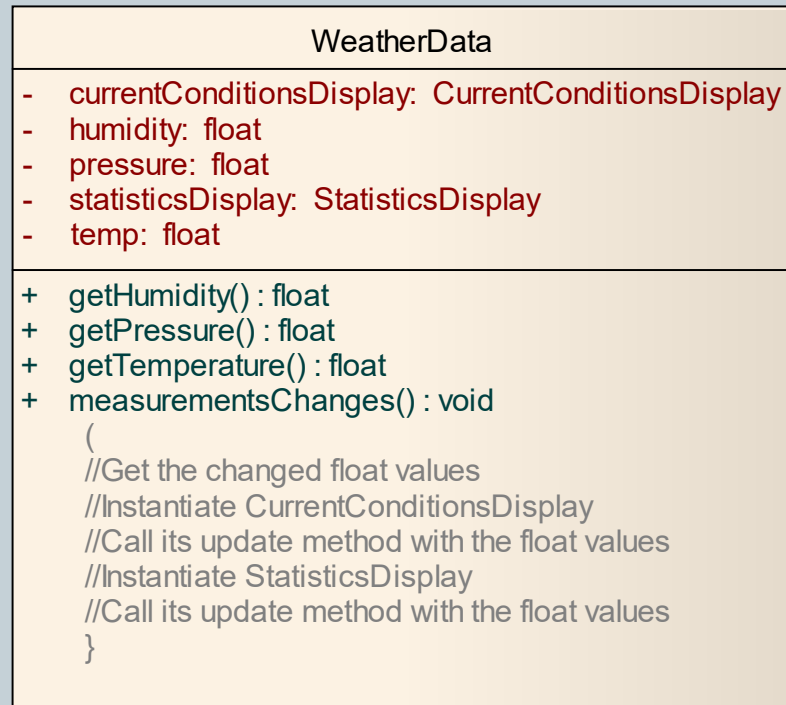 WeatherData
- currentConditionsDisplay: CurrentConditionsDisplay
- humidity: float
- pressure: float
- statisticsDisplay: StatisticsDisplay
- temp: float
+ getHumidity() : float
+ getPressure() : float
+ getTemperature() : float
+ measurementsChanges() : void
(
//Get the changed float values
//Instantiate CurrentConditionsDisplay
//Call its update method with the float values
//Instantiate StatisticsDisplay
//Call its update method with the float values
}